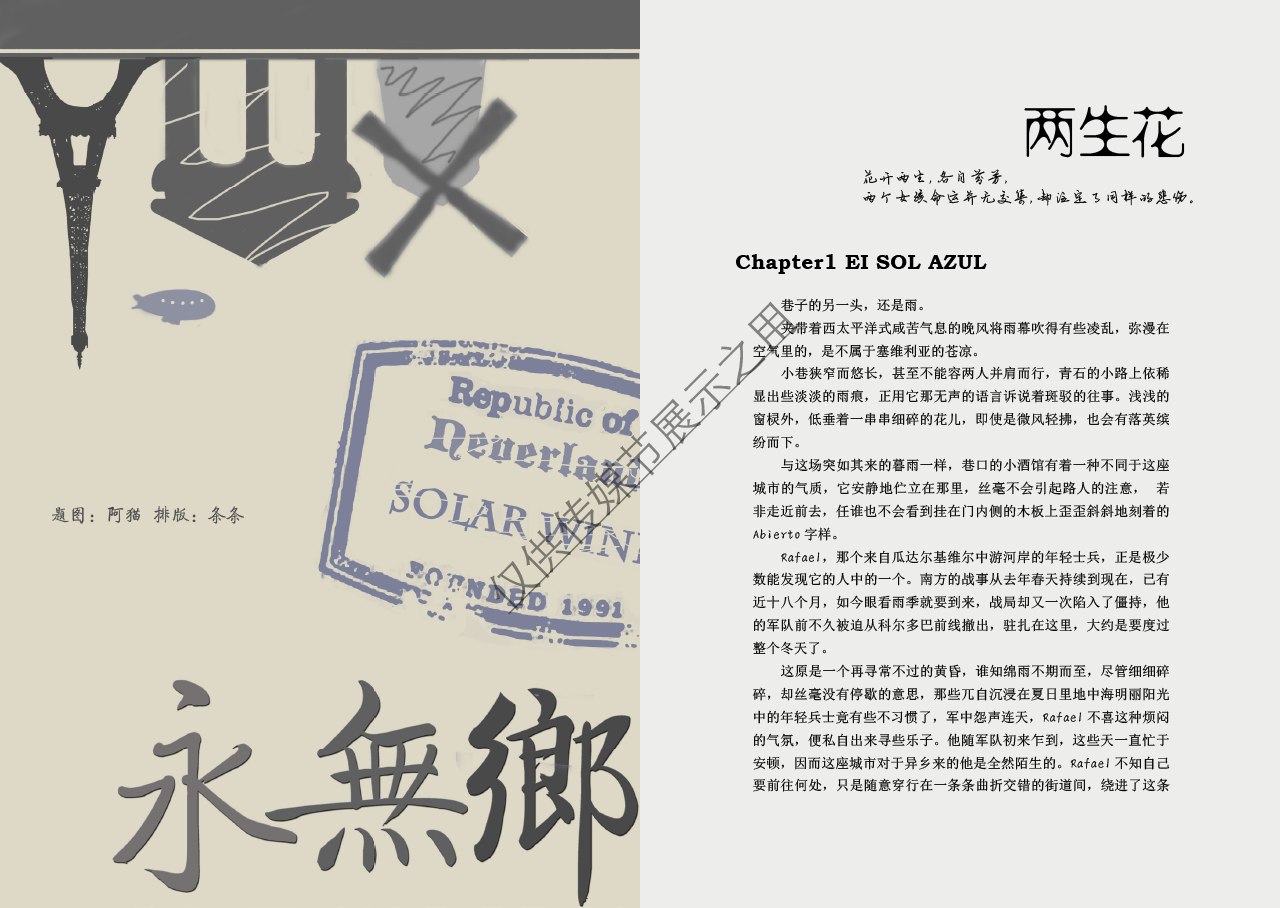 Republic of
Neverland
SOLAR WIN
FOUNDED 1991
题图：阿猫 排版：条条
永無鄉
两生花
花开两生，各自芬芳，
两个女孩命运并无交集，却注定了同样的悲伤。
Chapter1 EI SOL AZUL
巷子的另一头，还是雨。
夹带着西太平洋式咸苦气息的晚风将雨幕吹得有些凌乱，弥漫在
空气里的，是不属于塞维利亚的苍凉。
小巷狭窄而悠长，甚至不能容两人并肩而行，青石的小路上依稀
显出些淡淡的雨痕，正用它那无声的语言诉说着斑驳的往事。浅浅的
窗棂外，低垂着一串串细碎的花儿，即使是微风轻拂，也会有落英缤
纷而下。
与这场突如其来的暮雨一样，巷口的小酒馆有着一种不同于这座
城市的气质，它安静地伫立在那里，丝毫不会引起路人的注意， 若
非走近前去，任谁也不会看到挂在门内侧的木板上歪歪斜斜地刻着的
Abierto 字样。
Rafael，那个来自瓜达尔基维尔中游河岸的年轻士兵，正是极少
数能发现它的人中的一个。南方的战事从去年春天持续到现在，已有
近十八个月，如今眼看雨季就要到来，战局却又一次陷入了僵持，他
的军队前不久被迫从科尔多巴前线撤出，驻扎在这里，大约是要度过
整个冬天了。
这原是一个再寻常不过的黄昏，谁知绵雨不期而至，尽管细细碎
碎，却丝毫没有停歇的意思，那些兀自沉浸在夏日里地中海明丽阳光
中的年轻兵士竟有些不习惯了，军中怨声连天，Rafael 不喜这种烦闷
的气氛，便私自出来寻些乐子。他随军队初来乍到，这些天一直忙于
安顿，因而这座城市对于异乡来的他是全然陌生的。Rafael 不知自己
要前往何处，只是随意穿行在一条条曲折交错的街道间，绕进了这条
仅供传媒节展示之用